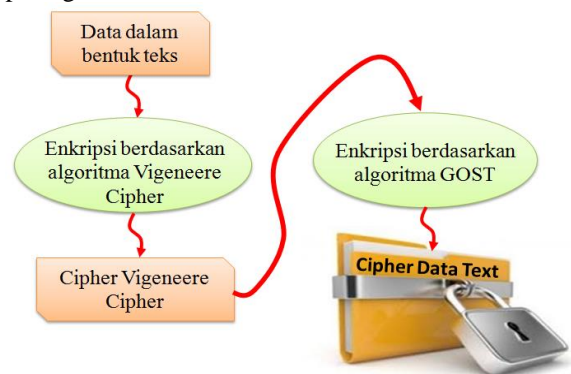 Data dalam
bentuk teks
Enkripsi berdasarkan
algoritma Vigeneere
Cipher
Cipher Vigeneere
Cipher
Enkripsi berdasarkan
algoritma GOST
Cipher Data Text